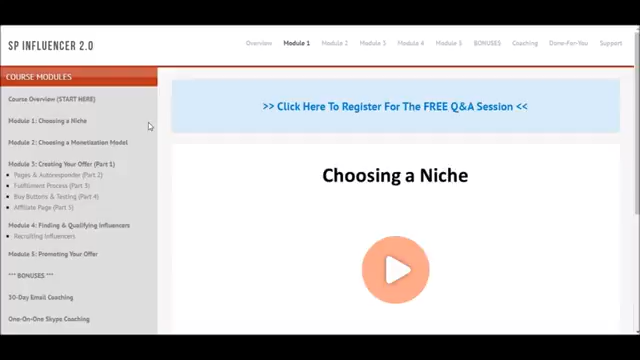 SP INFLUENCER 2.0
Overview
Module 1
Module 2
Module 3
Module 4
Module 5
BONUSES
Coaching
Done-For-You
Support
COURSE MODULES
Course Overview (START HERE)
Module 1: Choosing a Niche
Module 2: Choosing a Monetization Model
Module 3: Creating Your Offer (Part 1)
Pages & Autoresponder (Part 2)
Fulfillment Process (Part 3)
Buy Buttons & Testing (Part 4)
Affiliate Page (Part 5)
Module 4: Finding & Qualifying Influencers
Recruiting Influencers
Module 5: Promoting Your Offer
*** BONUSES ***
30-Day Email Coaching
One-On-One Skype Coaching
>> Click Here To Register For The FREE Q&A Session <<
Choosing a Niche